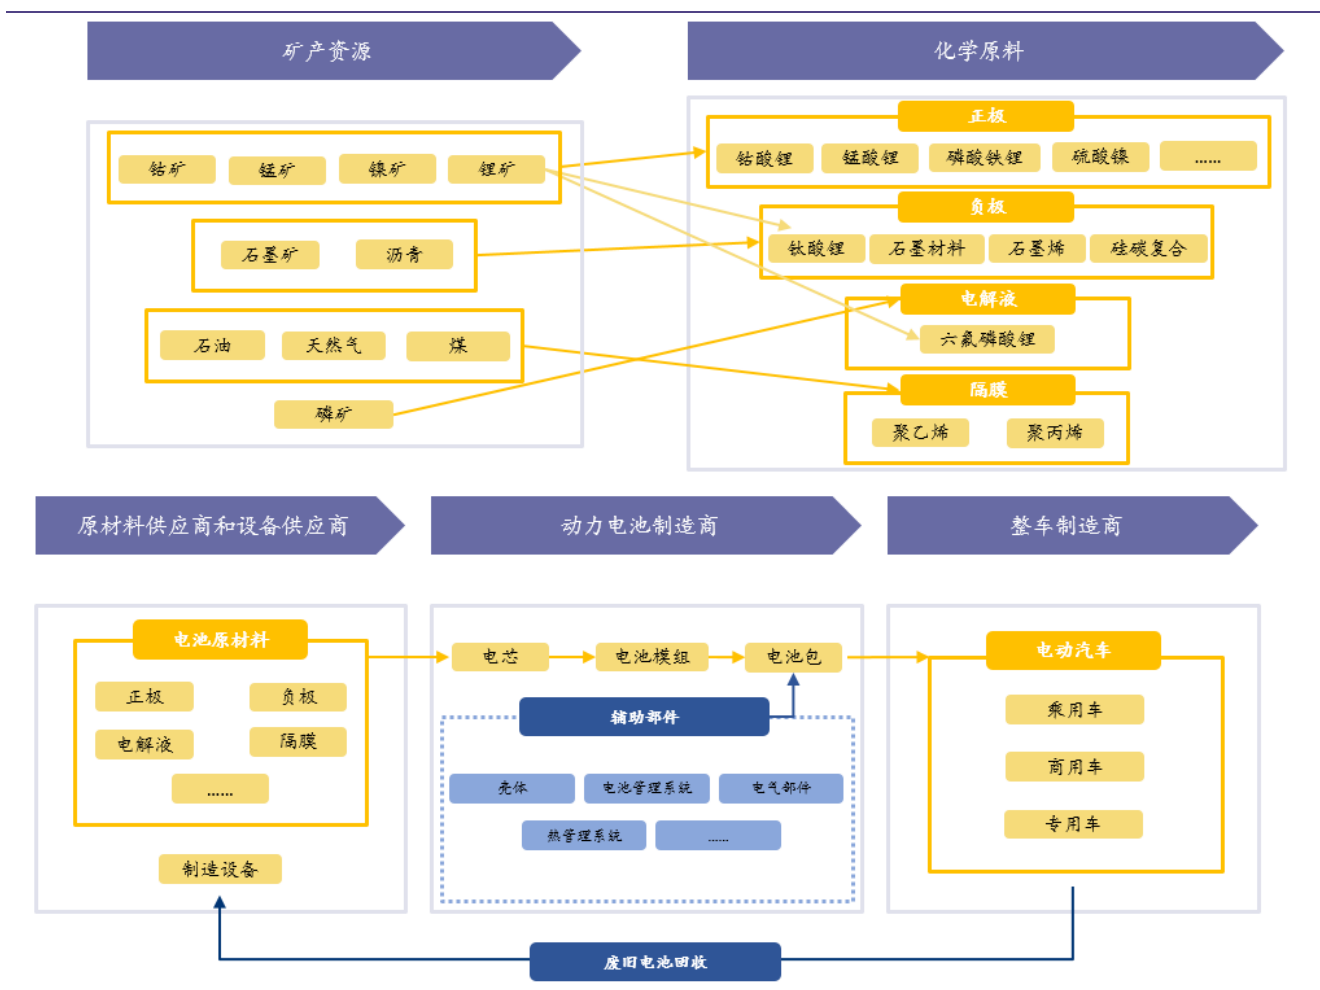 矿产资源
化学原料
钴矿
锰矿
镍矿
锂矿
石墨矿
沥青
石油
天然气
煤
磷矿
正极
钴酸锂
锰酸锂
磷酸铁锂
硫酸镍
……
负极
钛酸锂
石墨材料
石墨烯
硅碳复合
电解液
六氟磷酸锂
隔膜
聚乙烯
聚丙烯
原材料供应商和设备供应商
动力电池制造商
整车制造商
电池原材料
正极
负极
电解液
隔膜
……
制造设备
电芯
电池模组
电池包
辅助部件
壳体
电池管理系统
电气部件
热管理系统
……
电动汽车
乘用车
商用车
专用车
废旧电池回收